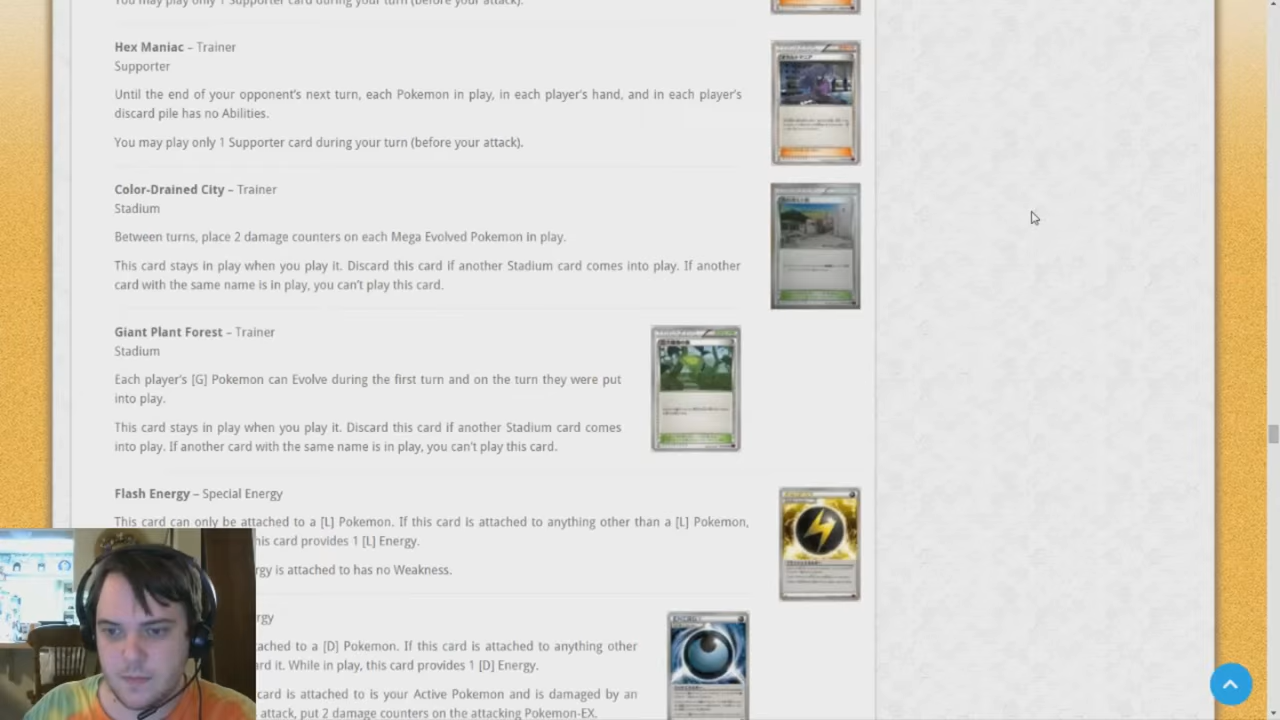 You may play only 1 Supporter card during your turn (before your attack).
Hex Maniac – Trainer
Supporter
Until the end of your opponent's next turn, each Pokemon in play, in each player's hand, and in each player's
discard pile has no Abilities.
You may play only 1 Supporter card during your turn (before your attack).
Color-Drained City – Trainer
Stadium
Between turns, place 2 damage counters on each Mega Evolved Pokemon in play.
This card stays in play when you play it. Discard this card if another Stadium card comes into play. If another
card with the same name is in play, you can't play this card.
Giant Plant Forest – Trainer
Stadium
Each player's [G] Pokemon can Evolve during the first turn and on the turn they were put
into play.
This card stays in play when you play it. Discard this card if another Stadium card comes
into play. If another card with the same name is in play, you can't play this card.
Flash Energy – Special Energy
This card can only be attached to a [L] Pokemon. If this card is attached to anything other than a [L] Pokemon,
his card provides 1 [L] Energy.
rgy is attached to has no Weakness.
rgy
ached to a [D] Pokemon. If this card is attached to anything other
rd it. While in play, this card provides 1 [D] Energy.
card is attached to is your Active Pokemon and is damaged by an
2 damage counters on the attacking Pokemon-EX.